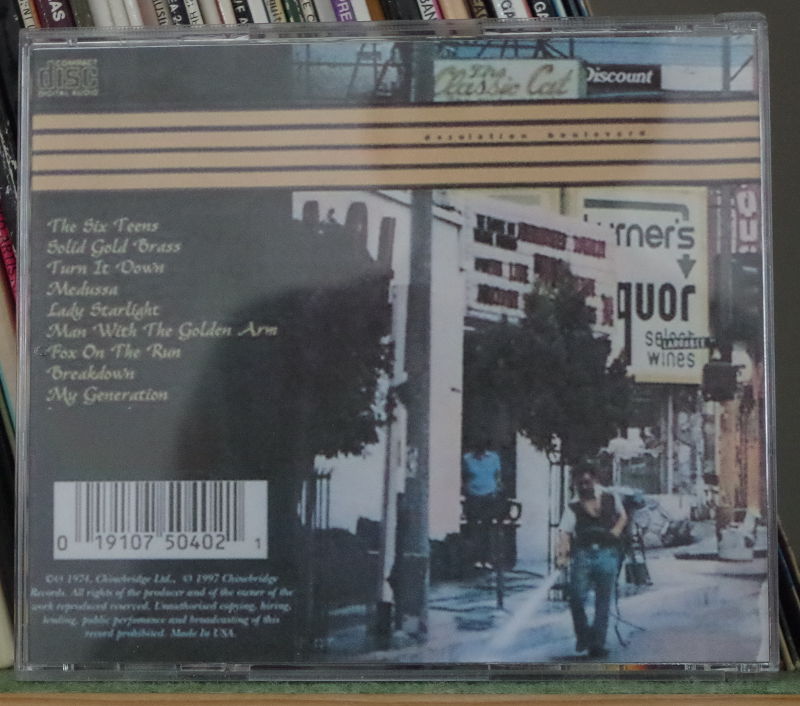 COMPACT
disc
DIGITAL AUDIO
The
Classic Cat
Discount
desolation boulevard
The Six Teens
Solid Gold Brass
Turn It Down
Medussa
Lady Starlight
Man With The Golden Arm
Fox On The Run
Breakdown
My Generation
rner's
quor
select
wines
0 19107 50402 1
1974, Chinebridge Ltd., 1997 Chinebridge
Records. All rights of the producer and of the owner of the
work reproduced reserved. Unauthorised copying, hiring,
lending, public perfomance and broadcasting of this
record prohibited. Made In USA.